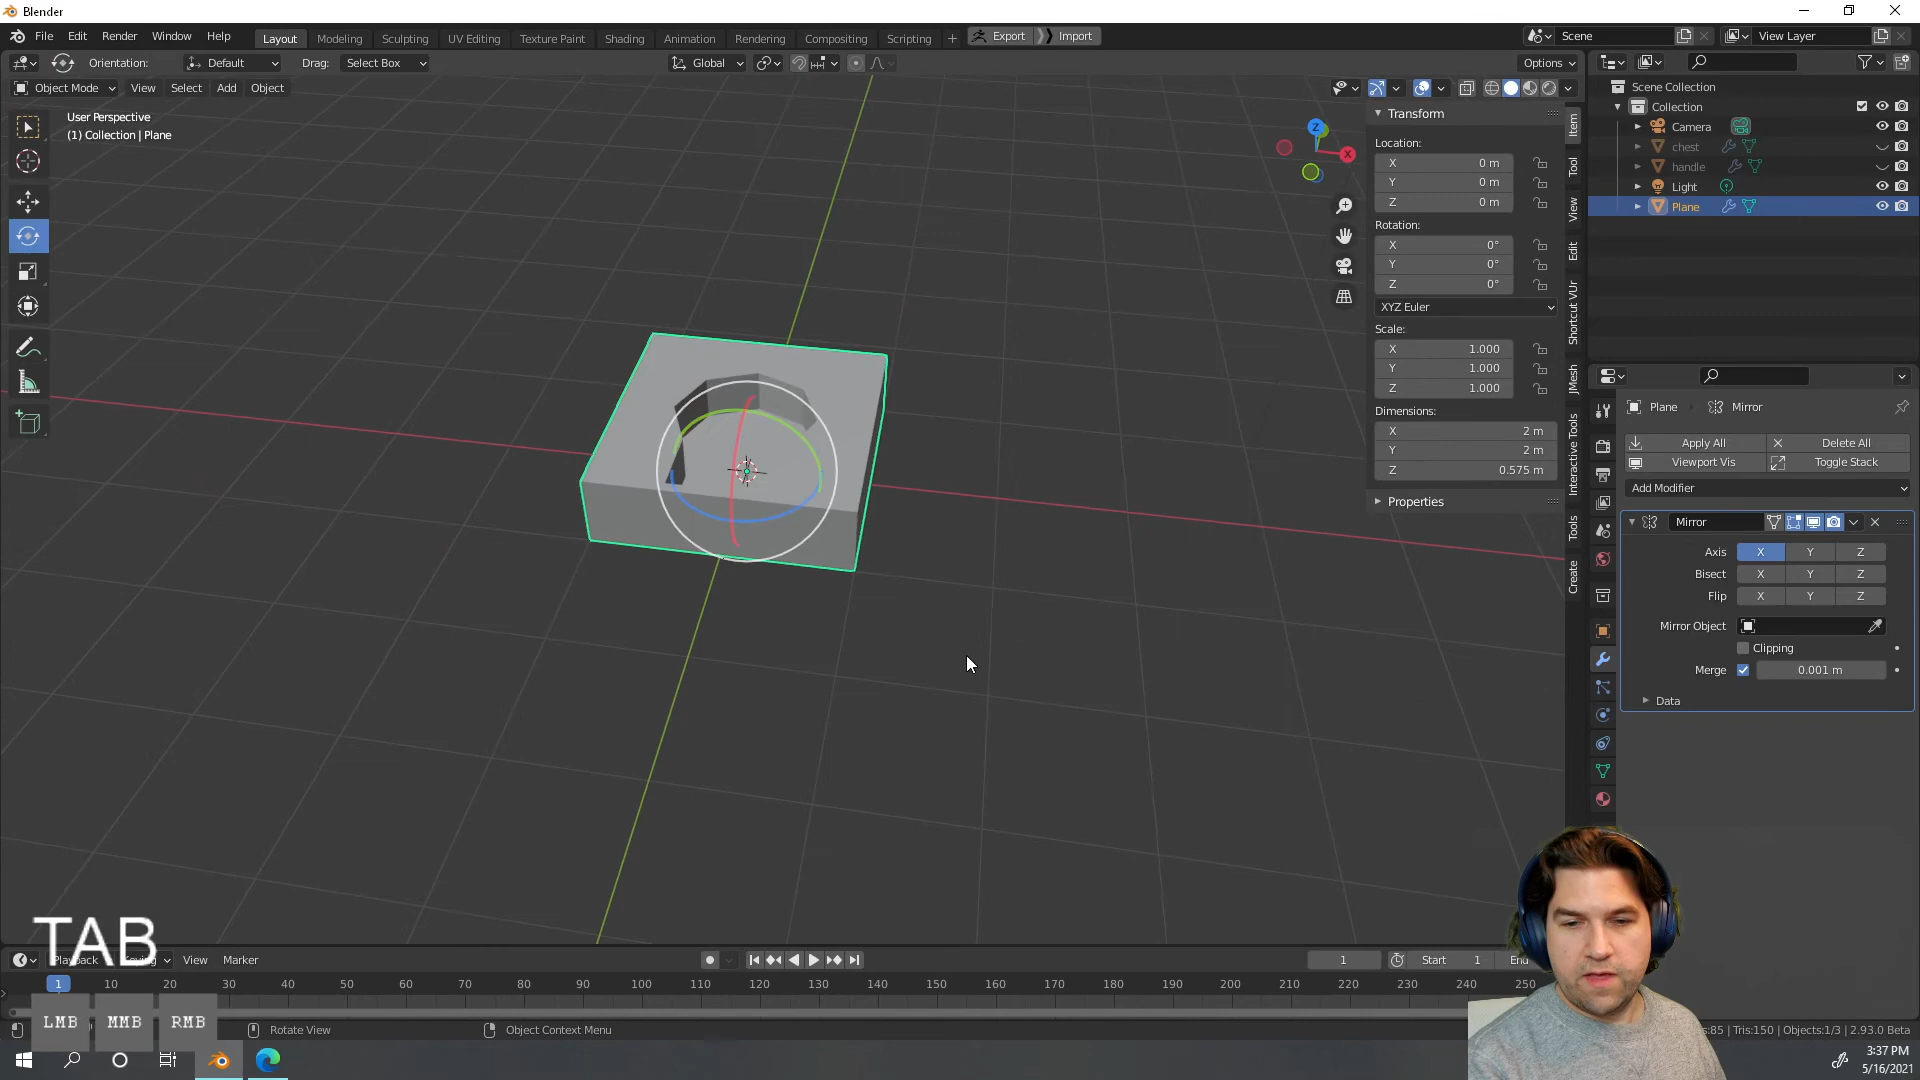 Blender
File Edit Render Window Help
Layout Modeling Sculpting UV Editing Texture Paint Shading Animation Rendering Compositing Scripting + Export Import
Scene View Layer
Orientation: Default Drag: Select Box Global Options
Object Mode View Select Add Object
User Perspective
(1) Collection | Plane
Z
X
Transform
Location:
X 0 m
Y 0 m
Z 0 m
Rotation:
X 0°
Y 0°
Z 0°
XYZ Euler
Scale:
X 1.000
Y 1.000
Z 1.000
Dimensions:
X 2 m
Y 2 m
Z 0.575 m
Properties
Item
Tool
View
Edit
Shortcut VUr
JMesh
Interactive Tools
Tools
Create
Scene Collection
Collection
Camera
chest
handle
Light
Plane
Plane Mirror
Apply All Delete All
Viewport Vis Toggle Stack
Add Modifier
Mirror
Axis X Y Z
Bisect X Y Z
Flip X Y Z
Mirror Object
Clipping
Merge 0.001 m
Data
TAB
Playback View Marker
1 Start 1 End
1 10 20 30 40 50 60 70 80 90 100 110 120 130 140 150 160 170 180 190 200 210 220 230 240 250
LMB MMB RMB
Rotate View Object Context Menu
:85 | Tris:150 | Objects:1/3 | 2.93.0 Beta
3:37 PM
5/16/2021